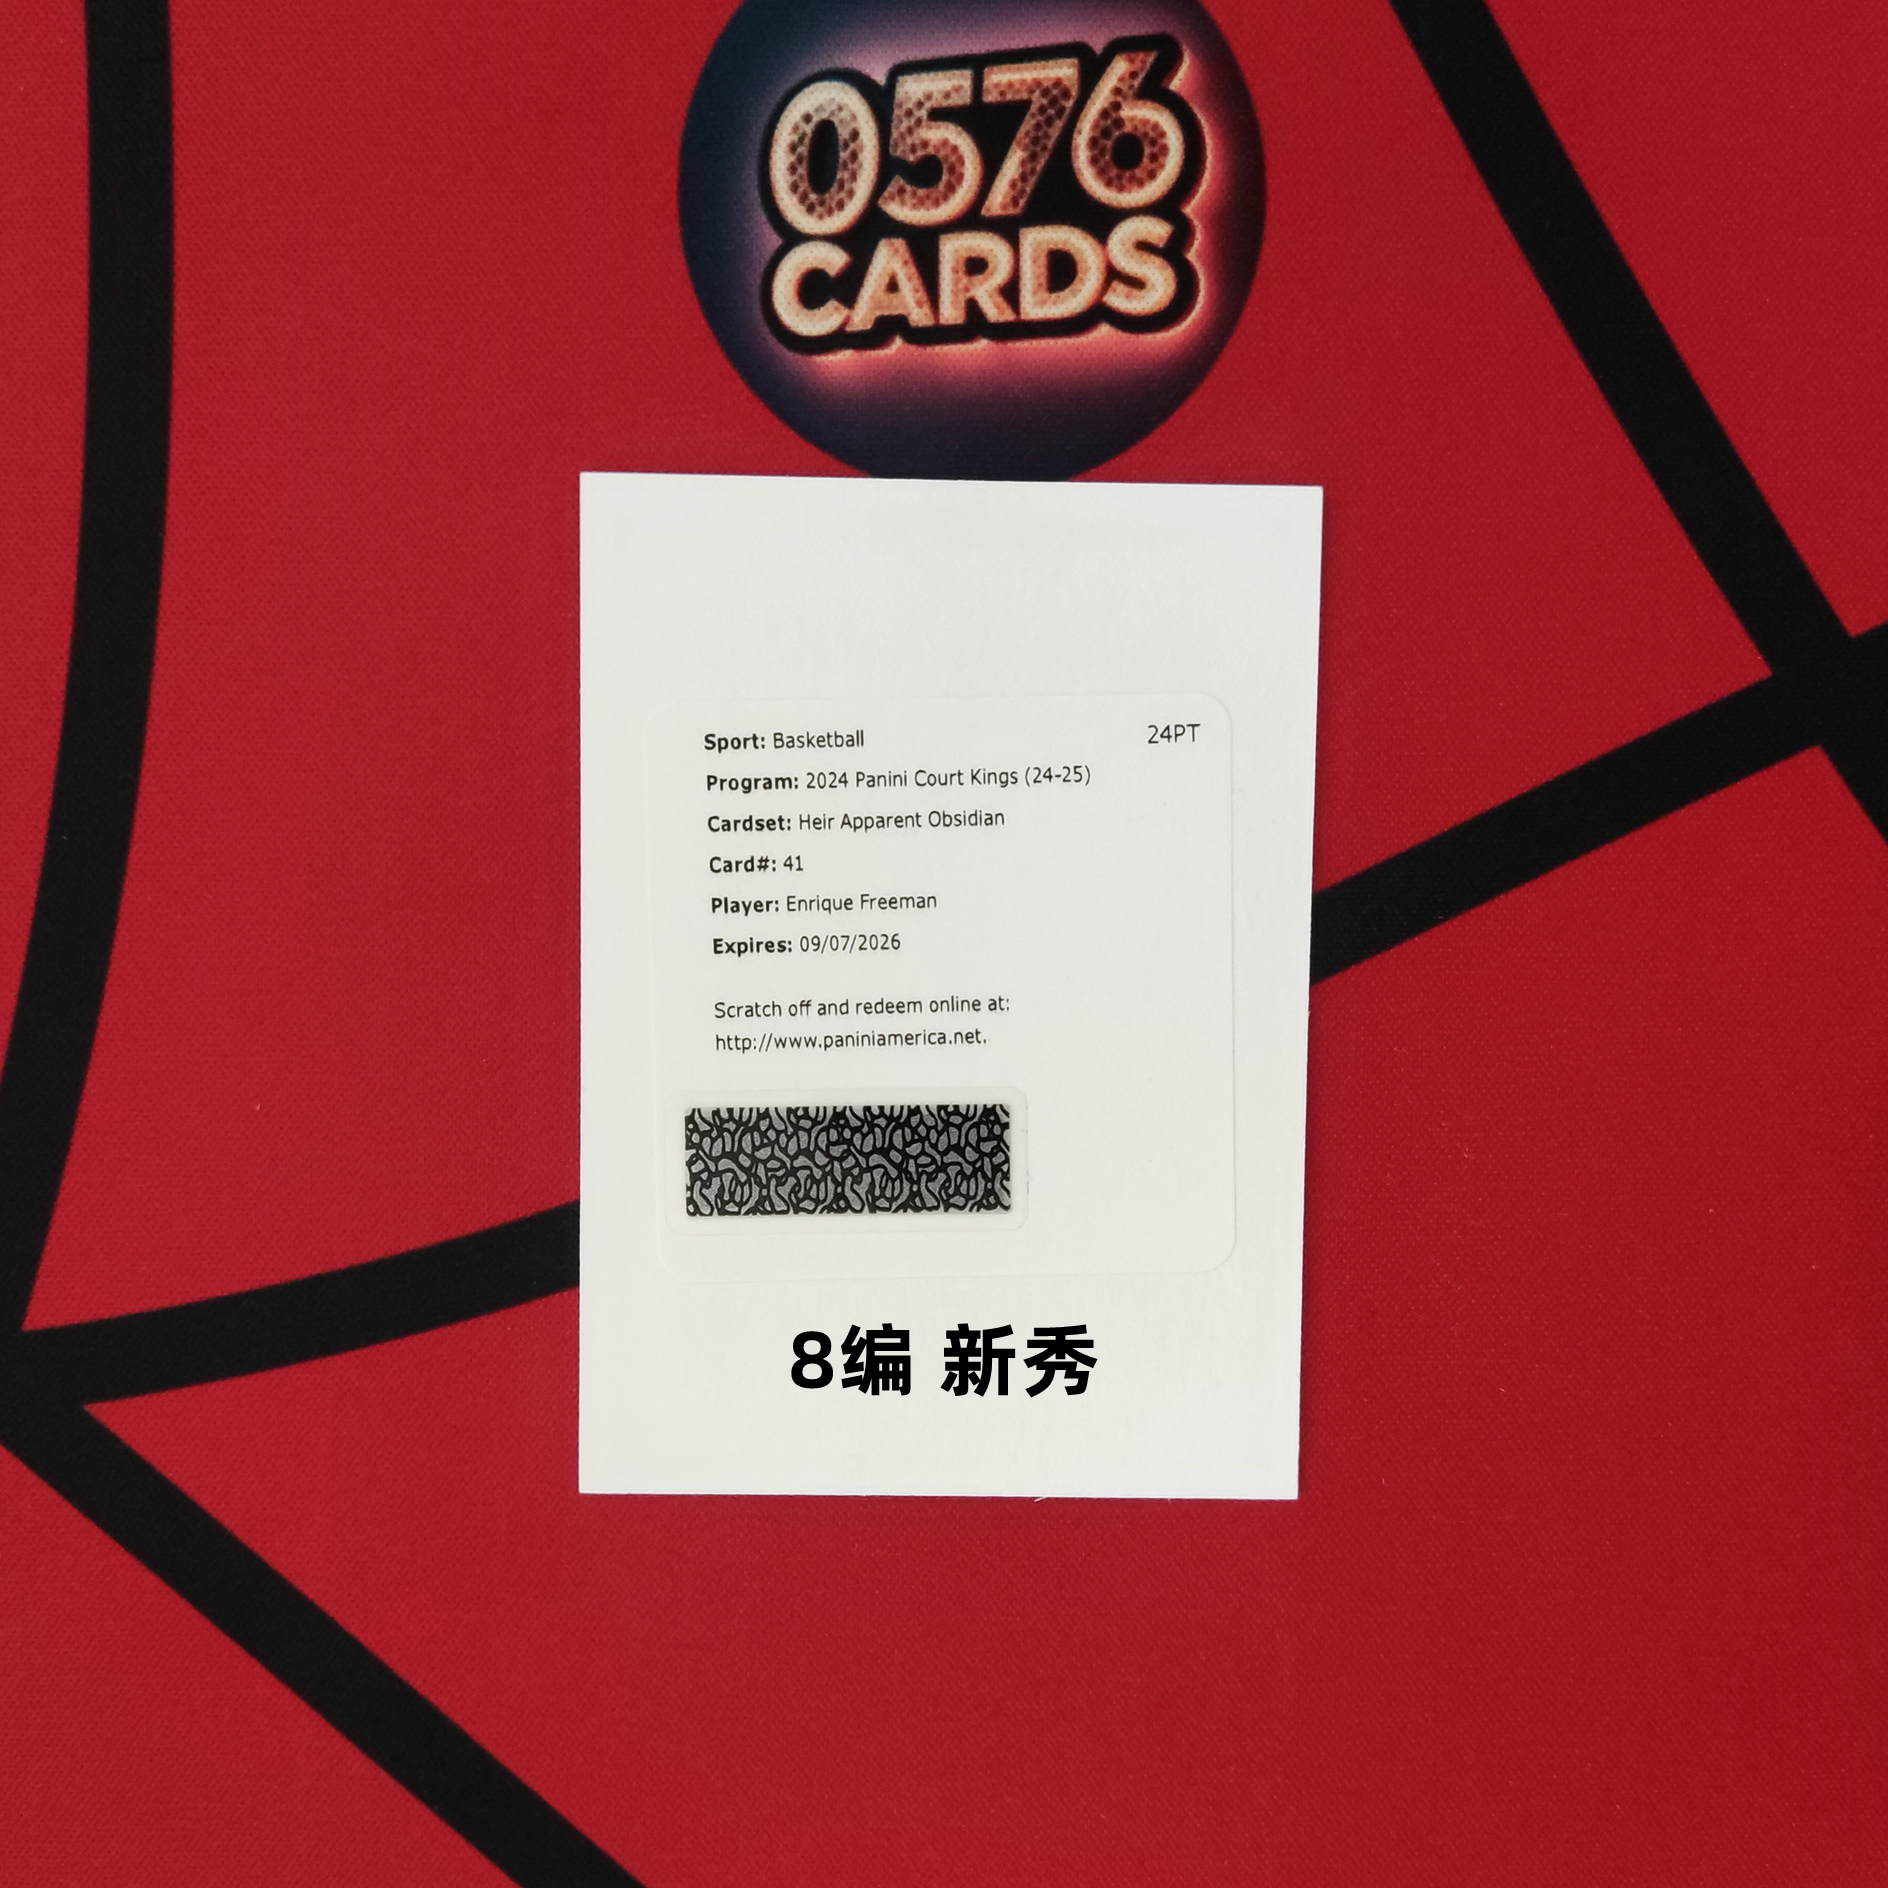 0576
CARDS
Sport: Basketball
24PT
Program: 2024 Panini Court Kings (24-25)
Cardset: Heir Apparent Obsidian
Card#: 41
Player: Enrique Freeman
Expires: 09/07/2026
Scratch off and redeem online at:
http://www.paniniamerica.net.
8编 新秀